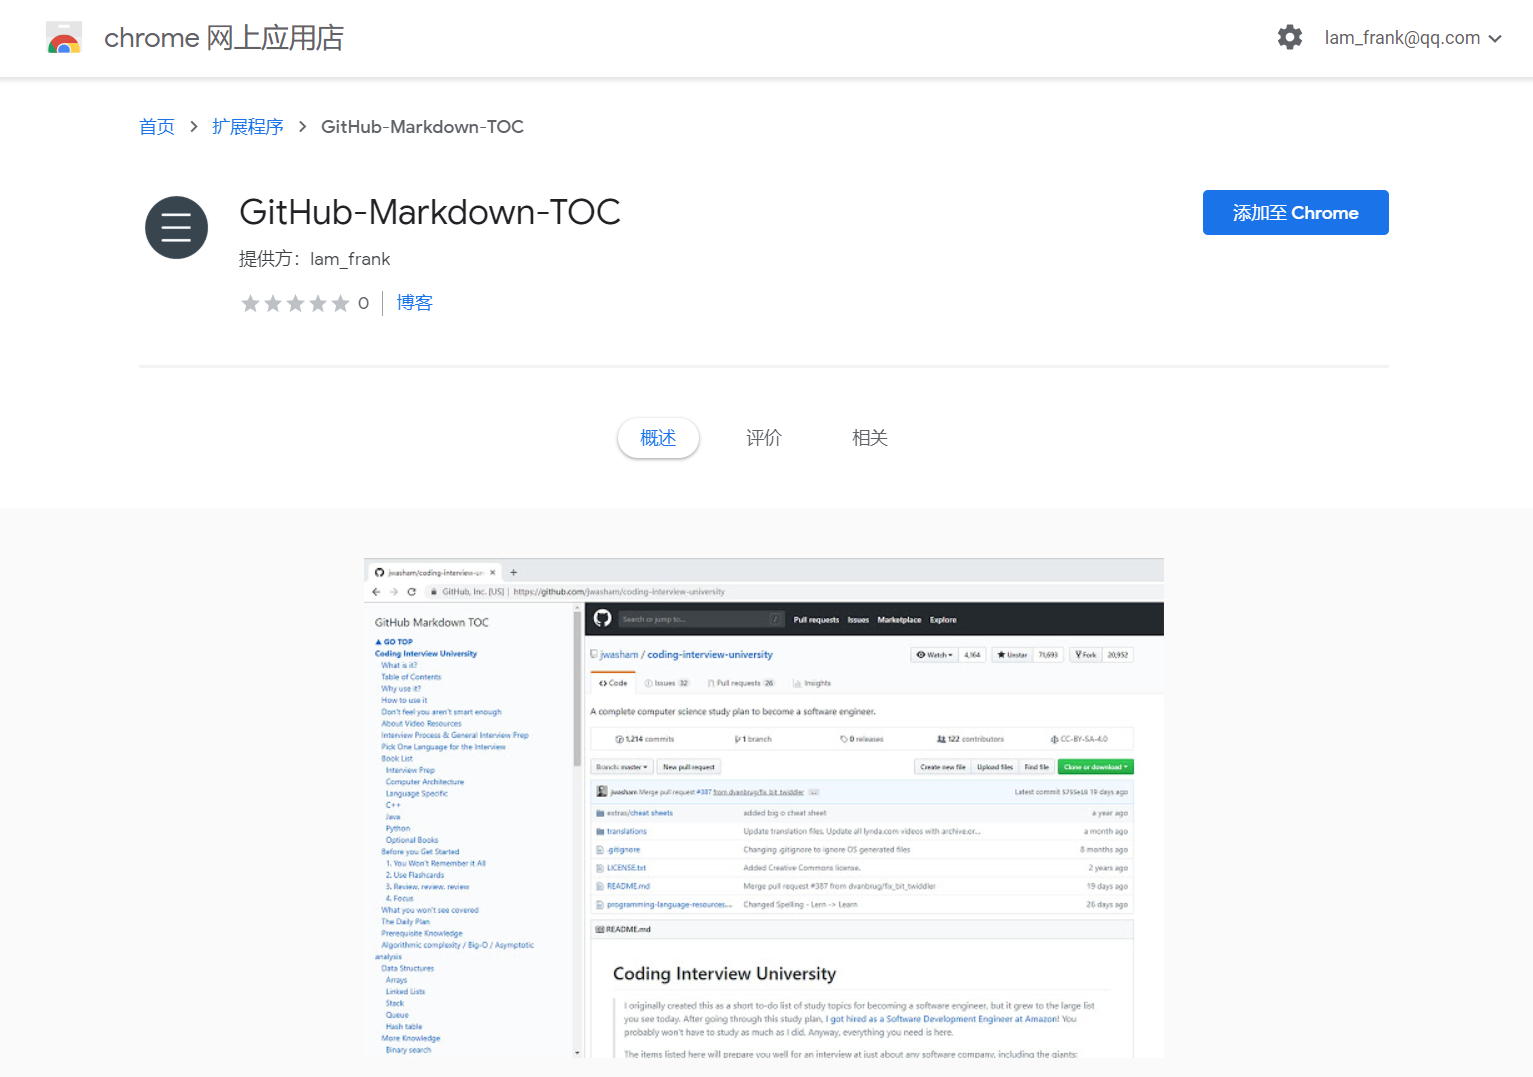 chrome 网上应用店
lam_frank@qq.com
首页 > 扩展程序 > GitHub-Markdown-TOC
GitHub-Markdown-TOC
添加至 Chrome
提供方：lam_frank
0 | 博客
概述 评价 相关
jwasham/coding-interview-un
GitHub, Inc. [US] | https://github.com/jwasham/coding-interview-university
GitHub Markdown TOC
▲ GO TOP
Coding Interview University
What is it?
Table of Contents
Why use it?
How to use it
Don't feel you aren't smart enough
About Video Resources
Interview Process & General Interview Prep
Pick One Language for the Interview
Book List
Interview Prep
Computer Architecture
Language Specific
C++
Java
Python
Optional Books
Before you Get Started
1. You Won't Remember it All
2. Use Flashcards
3. Review, review, review
4. Focus
What you won't see covered
The Daily Plan
Prerequisite Knowledge
Algorithmic complexity / Big-O / Asymptotic
analysis
Data Structures
Arrays
Linked Lists
Stack
Queue
Hash table
More Knowledge
Binary search
Search or jump to... /
Pull requests Issues Marketplace Explore
jwasham / coding-interview-university
Watch 4,164 Unstar 71,693 Fork 20,952
Code Issues 32 Pull requests 26 Insights
A complete computer science study plan to become a software engineer.
1,214 commits 1 branch 0 releases 122 contributors CC-BY-SA-4.0
Branch: master New pull request Create new file Upload files Find file Clone or download
jwasham Merge pull request #387 from dvanbrug/fix_bit_twiddler ... Latest commit 5755e18 19 days ago
extras/cheat sheets added big o cheat sheet a year ago
translations Update translation files. Update all lynda.com videos with archive.or... a month ago
.gitignore Changing .gitignore to ignore OS generated files 8 months ago
LICENSE.txt Added Creative Commons license. 2 years ago
README.md Merge pull request #387 from dvanbrug/fix_bit_twiddler 19 days ago
programming-language-resources... Changed Spelling - Lern -> Learn 26 days ago
README.md
Coding Interview University
I originally created this as a short to-do list of study topics for becoming a software engineer, but it grew to the large list
you see today. After going through this study plan, I got hired as a Software Development Engineer at Amazon! You
probably won't have to study as much as I did. Anyway, everything you need is here.
The items listed here will prepare you well for an interview at just about any software company, including the giants: